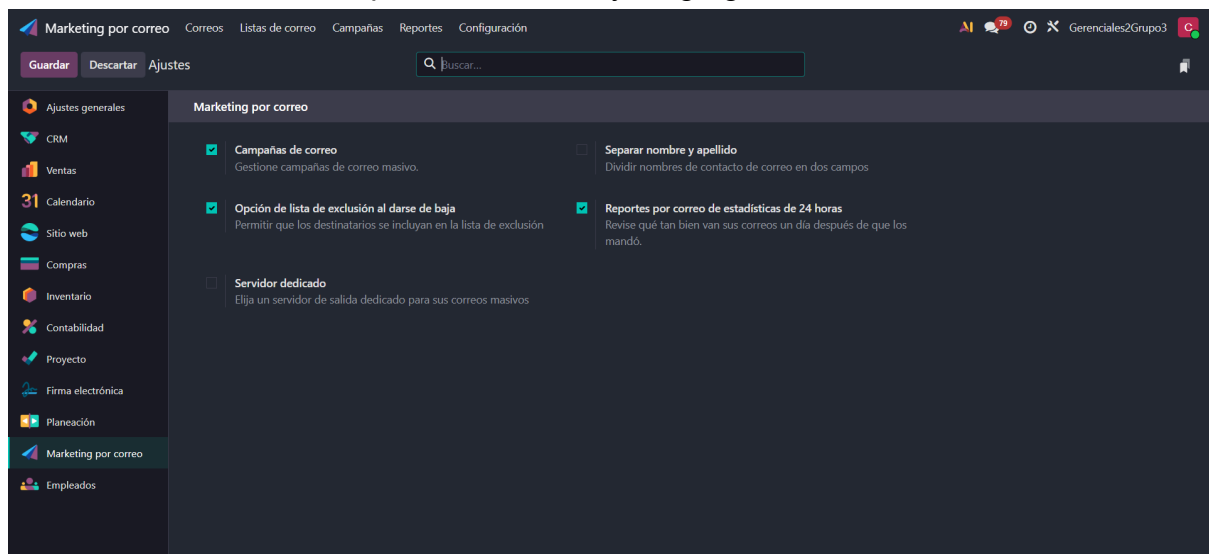 Marketing por correo Correos Listas de correo Campañas Reportes Configuración AI 79 Gerenciales2Grupo3 C
Guardar Descartar Ajustes Buscar...
Ajustes generales
CRM
Ventas
31 Calendario
Sitio web
Compras
Inventario
Contabilidad
Proyecto
Firma electrónica
Planeación
Marketing por correo
Empleados
Marketing por correo
Campañas de correo
Gestione campañas de correo masivo.
Separar nombre y apellido
Dividir nombres de contacto de correo en dos campos
Opción de lista de exclusión al darse de baja
Permitir que los destinatarios se incluyan en la lista de exclusión
Reportes por correo de estadísticas de 24 horas
Revise qué tan bien van sus correos un día después de que los
mandó.
Servidor dedicado
Elija un servidor de salida dedicado para sus correos masivos